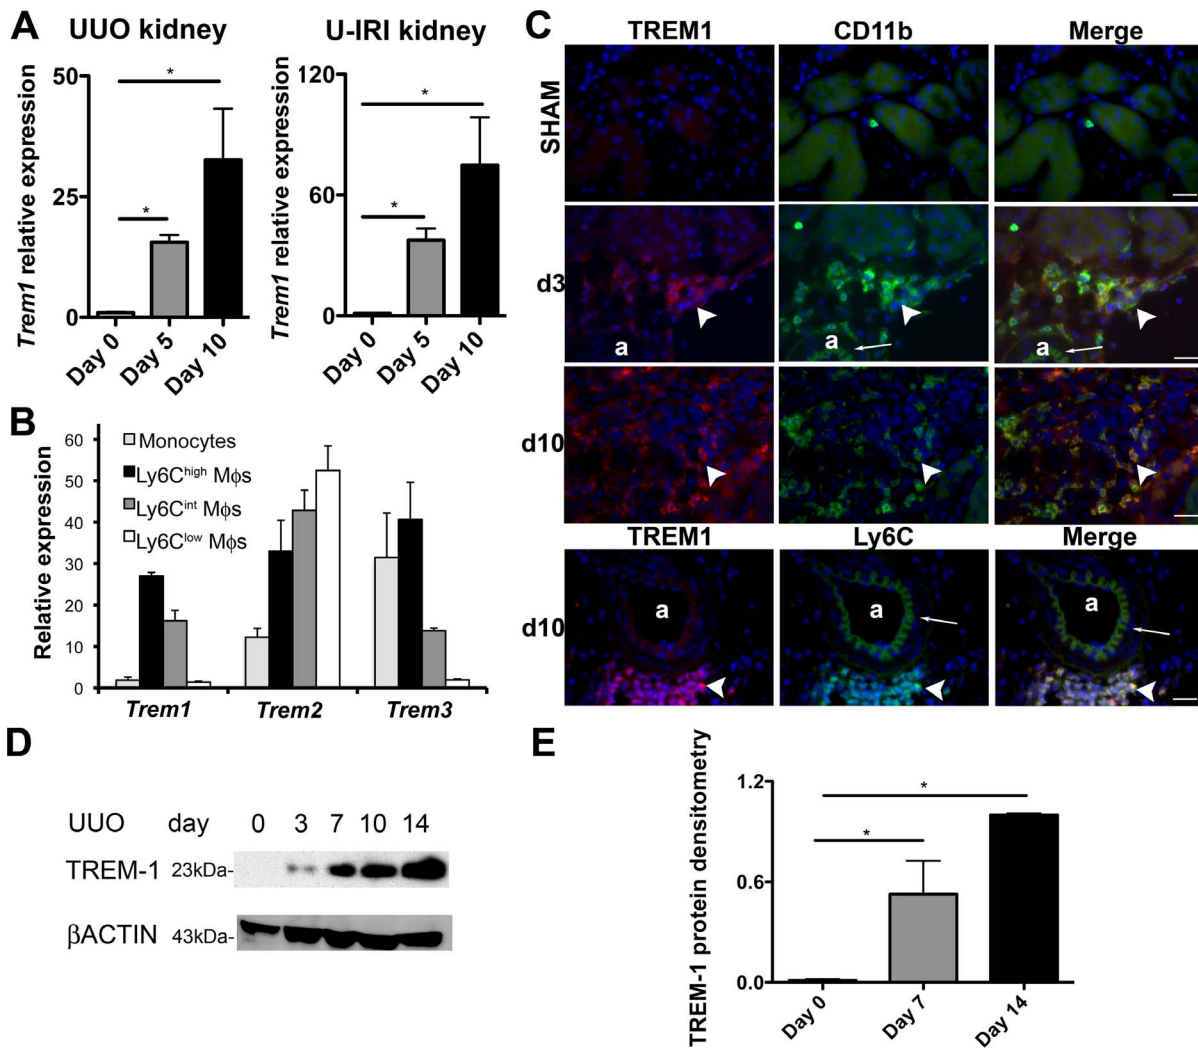 A
UUO kidney
U-IRI kidney
Trem1 relative expression
50
25
0
*
*
Day 0
Day 5
Day 10
Trem1 relative expression
120
60
0
*
*
Day 0
Day 5
Day 10
B
Relative expression
60
50
40
30
20
10
0
Monocytes
Ly6Chigh Mϕs
Ly6Cint Mϕs
Ly6Clow Mϕs
Trem1
Trem2
Trem3
C
TREM1
CD11b
Merge
SHAM
d3
a
a
a
d10
TREM1
Ly6C
Merge
d10
a
a
a
D
UUO day 0 3 7 10 14
TREM-1 23kDa-
βACTIN 43kDa-
E
TREM-1 protein densitometry
1.2
0.6
0.0
*
*
Day 0
Day 7
Day 14